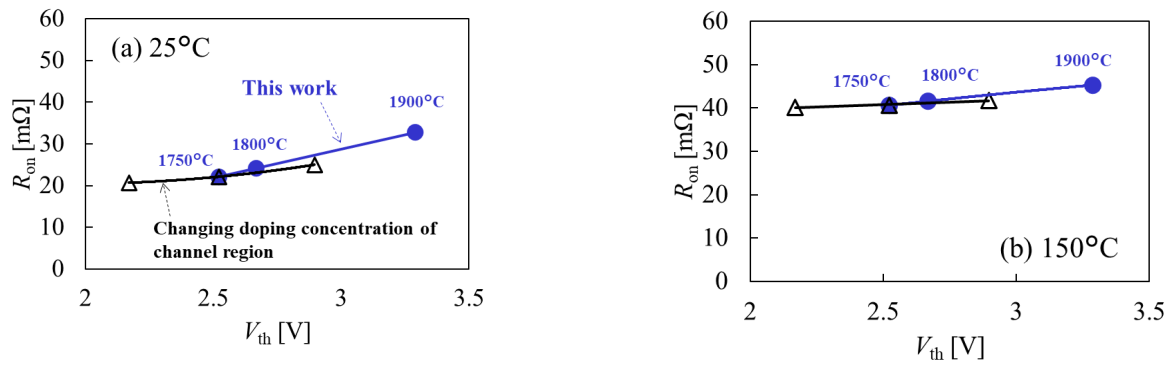 60
50
40
30
20
10
0
Ron [mΩ]
(a) 25°C
This work
1900°C
1800°C
1750°C
Changing doping concentration of
channel region
2
2.5
3
3.5
Vth [V]
60
50
40
30
20
10
0
Ron [mΩ]
1900°C
1800°C
1750°C
(b) 150°C
2
2.5
3
3.5
Vth [V]